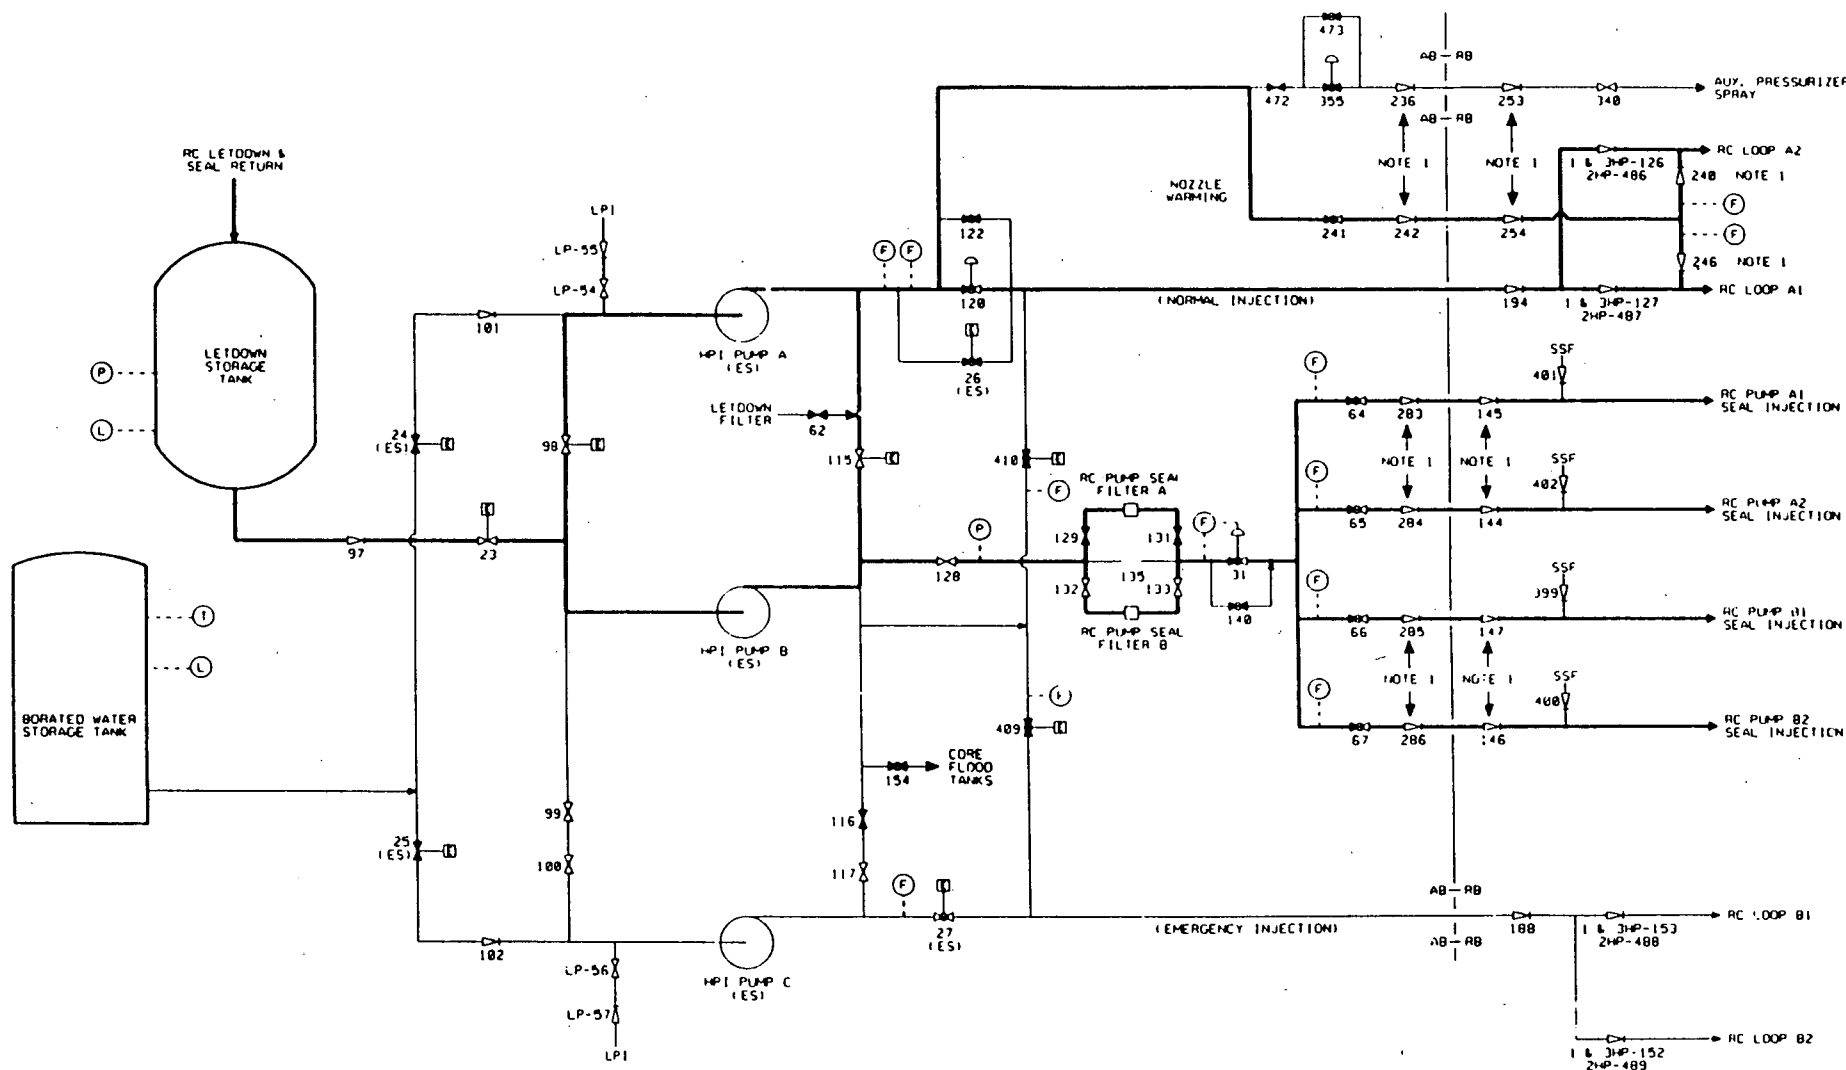 473
AB — RB
AUX. PRESSURIZER
SPRAY
472
355
236
253
340
AB — RB
RC LETDOWN &
SEAL RETURN
NOTE 1
NOTE 1
1 & 3HP-126
2HP-486
RC LOOP A2
240 NOTE 1
F
NOZZLE
WARMING
LPI
LP-55
LP-54
122
241
242
254
F
F
F
246 NOTE 1
120
(NORMAL INJECTION)
194
1 & 3HP-127
2HP-487
RC LOOP A1
101
HPI PUMP A
(ES)
E
26
(ES)
LETDOWN
STORAGE
TANK
P
L
F
SSF
401
64
283
145
RC PUMP A1
SEAL INJECTION
LETDOWN
FILTER
62
24
(ES)
E
98
E
115
E
410
E
F
RC PUMP SEAL
FILTER A
NOTE 1
NOTE 1
F
SSF
402
65
284
144
RC PUMP A2
SEAL INJECTION
E
97
23
P
129
131
F
128
132
135
133
31
140
F
SSF
399
66
285
147
RC PUMP B1
SEAL INJECTION
T
L
HPI PUMP B
(ES)
RC PUMP SEAL
FILTER B
NOTE 1
NOTE 1
F
SSF
400
67
286
146
RC PUMP B2
SEAL INJECTION
BORATED WATER
STORAGE TANK
F
409
E
154
CORE
FLOOD
TANKS
99
116
25
(ES)
E
100
117
F
E
27
(ES)
AB — RB
(EMERGENCY INJECTION)
AB — RB
188
1 & 3HP-153
2HP-488
RC LOOP B1
102
LP-56
HPI PUMP C
(ES)
LP-57
LPI
1 & 3HP-152
2HP-489
RC LOOP B2